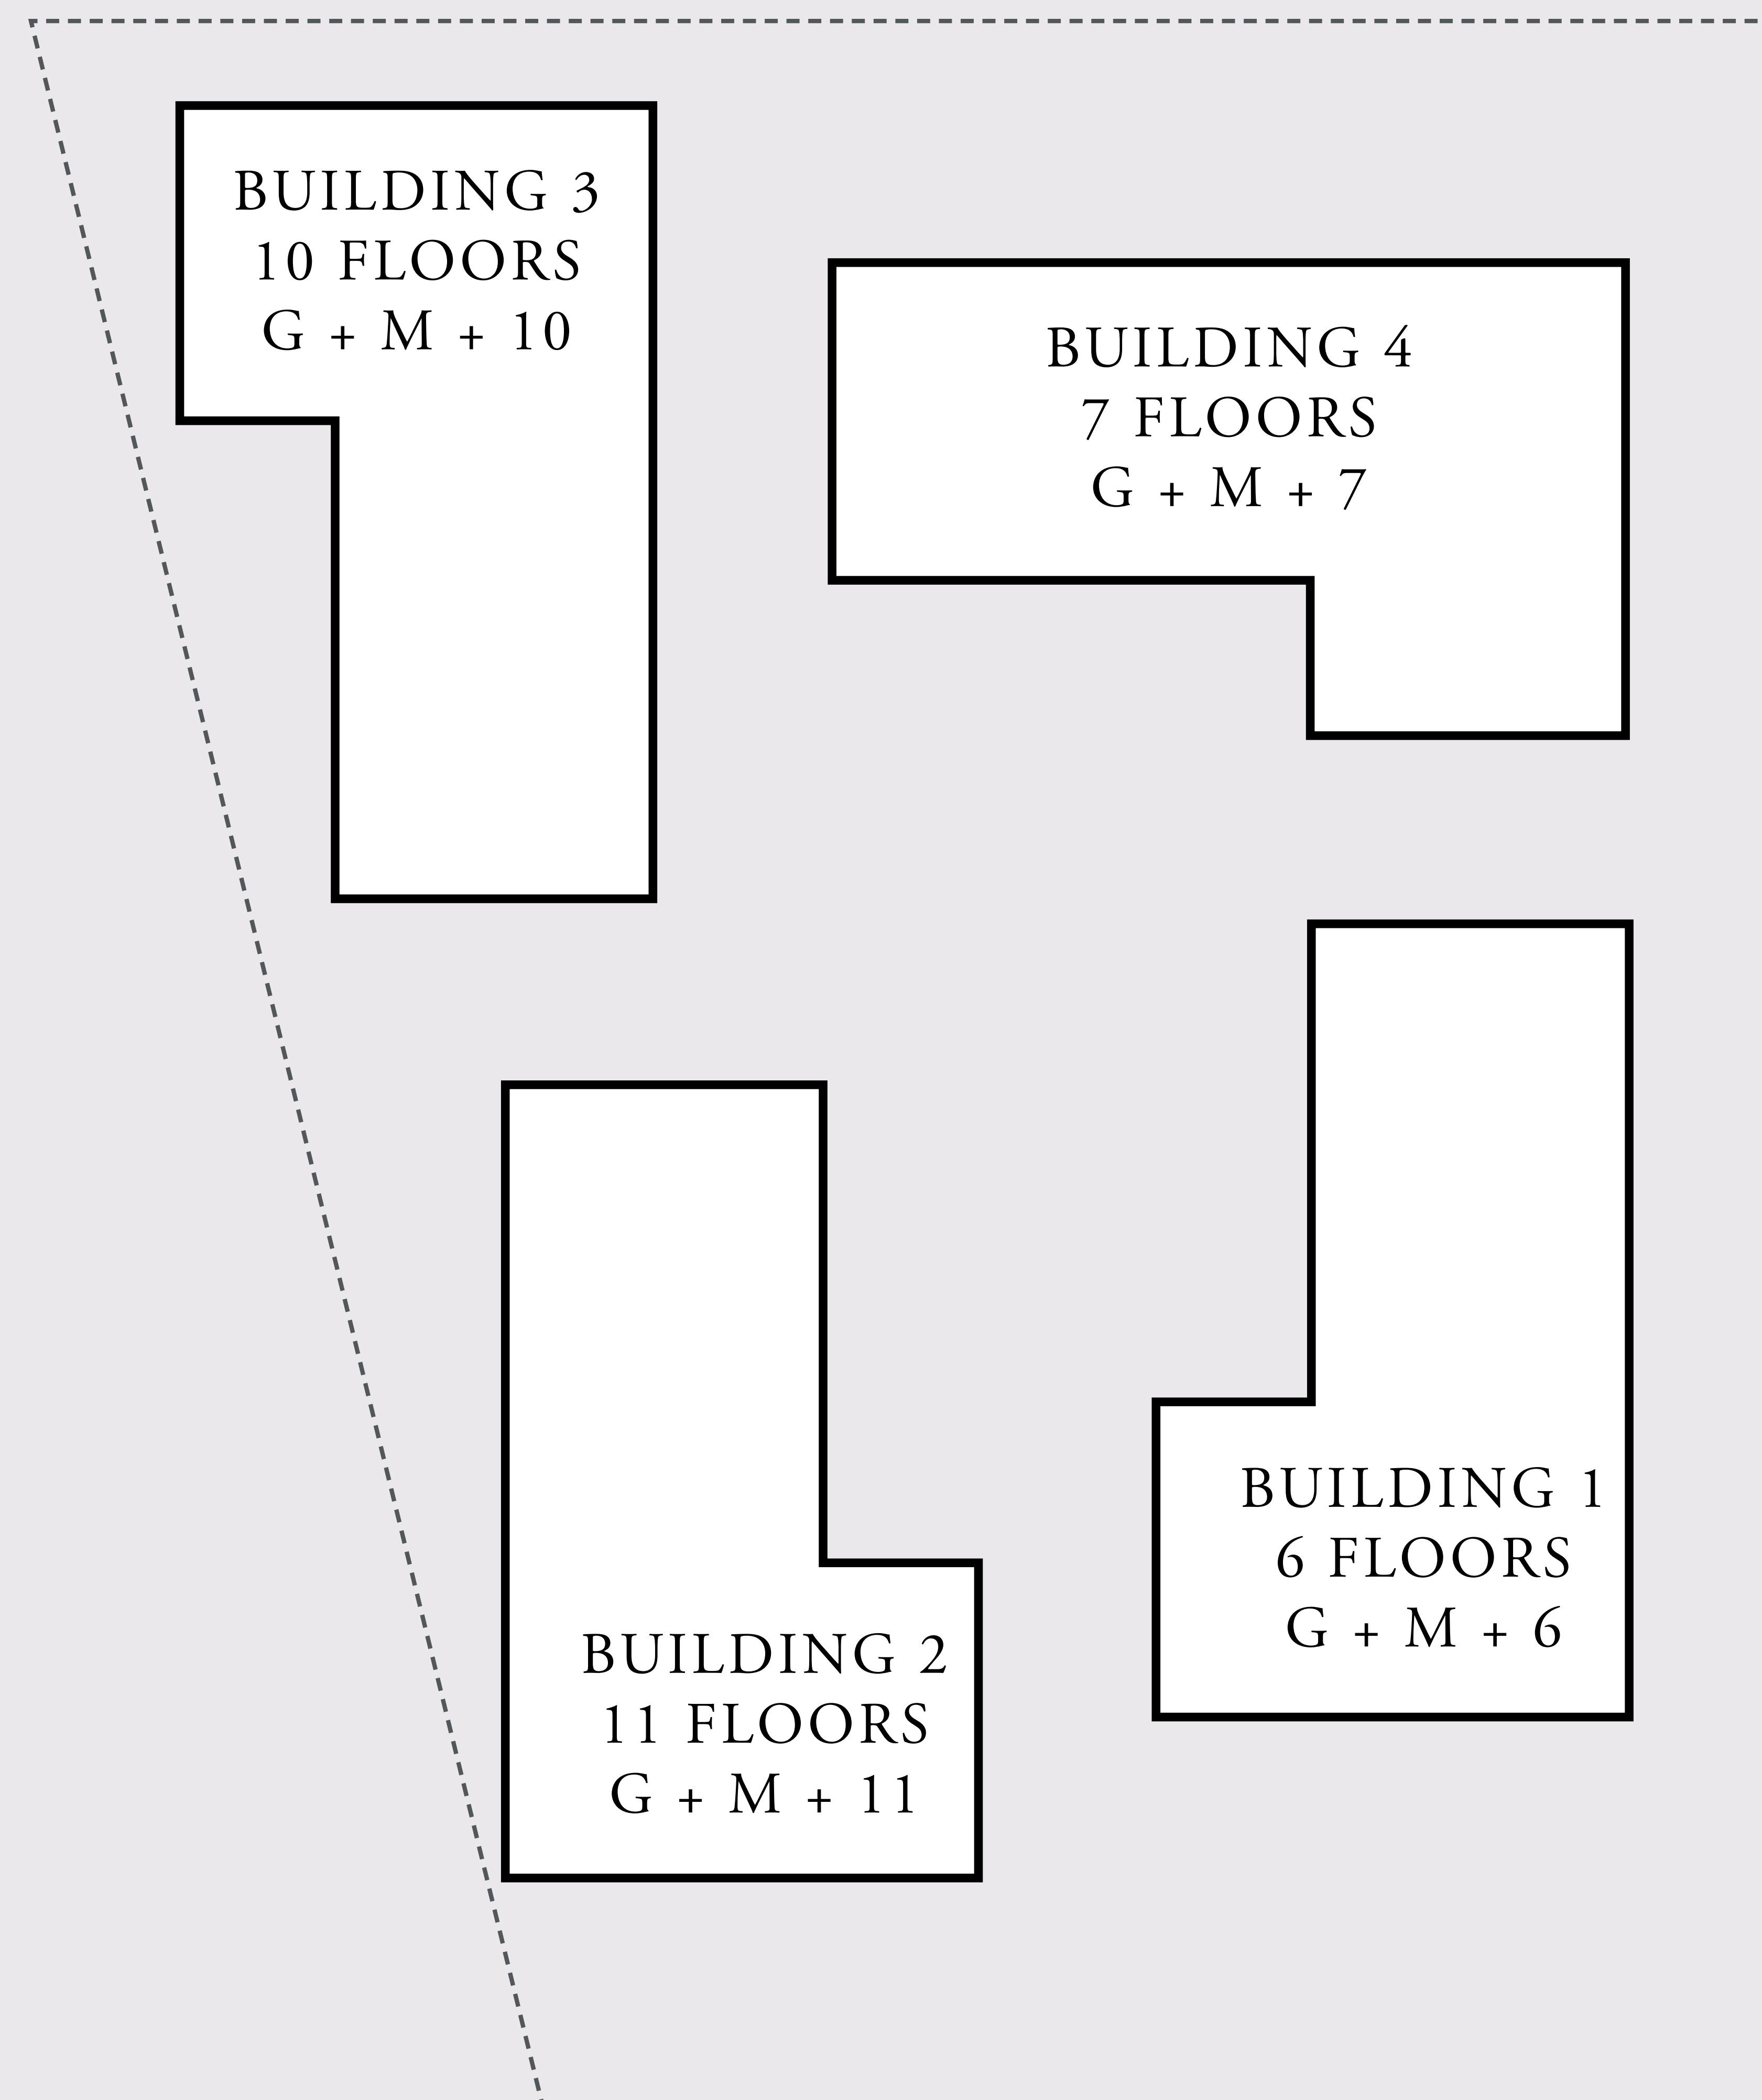 BUILDING 3
10 FLOORS
G + M + 10
BUILDING 4
7 FLOORS
G + M + 7
BUILDING 1
6 FLOORS
G + M + 6
BUILDING 2
11 FLOORS
G + M + 11